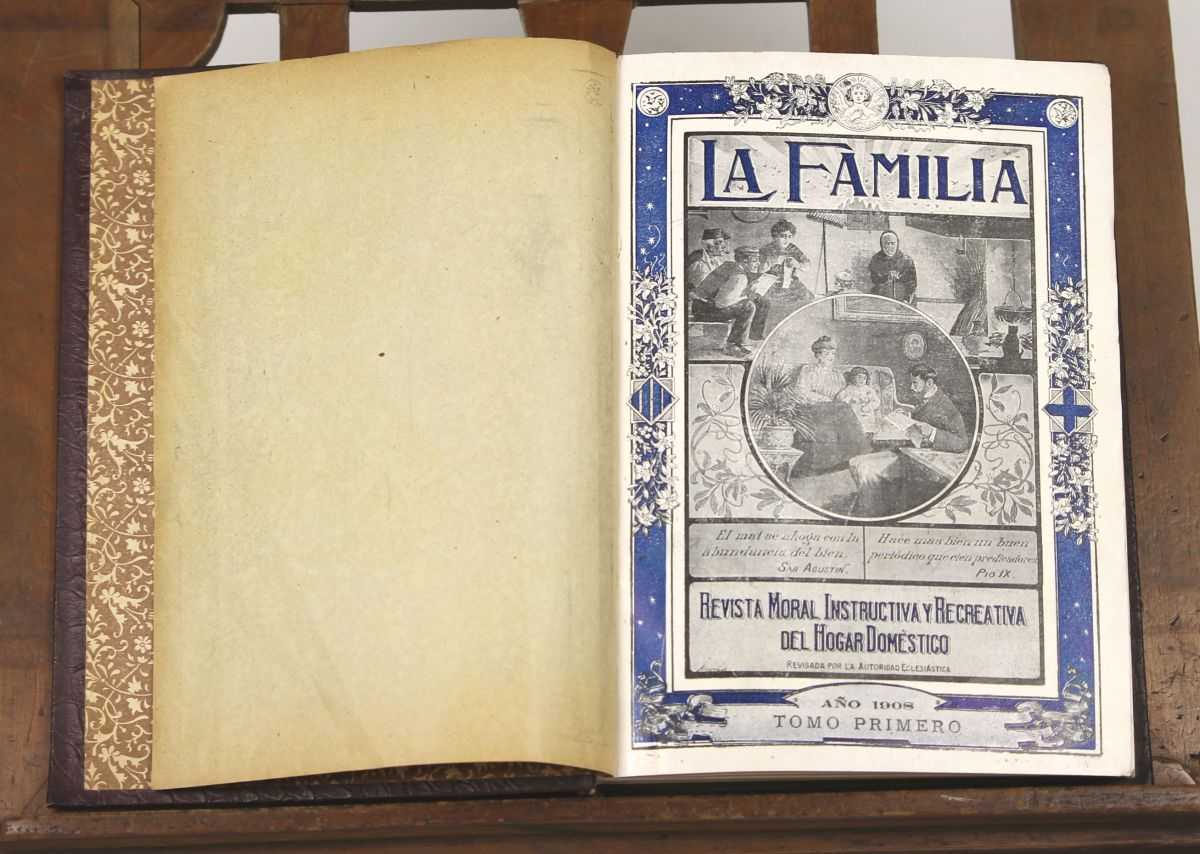 LA FAMILIA
El mal se ahoga con la
abundancia del bien.
SAN AGUSTIN.
Hace mas bien un buen
periódico que cien predicadores
PIO IX.
REVISTA MORAL INSTRUCTIVA Y RECREATIVA
DEL HOGAR DOMÉSTICO
REVISADA POR LA AUTORIDAD ECLESIÁSTICA
AÑO 1908
TOMO PRIMERO